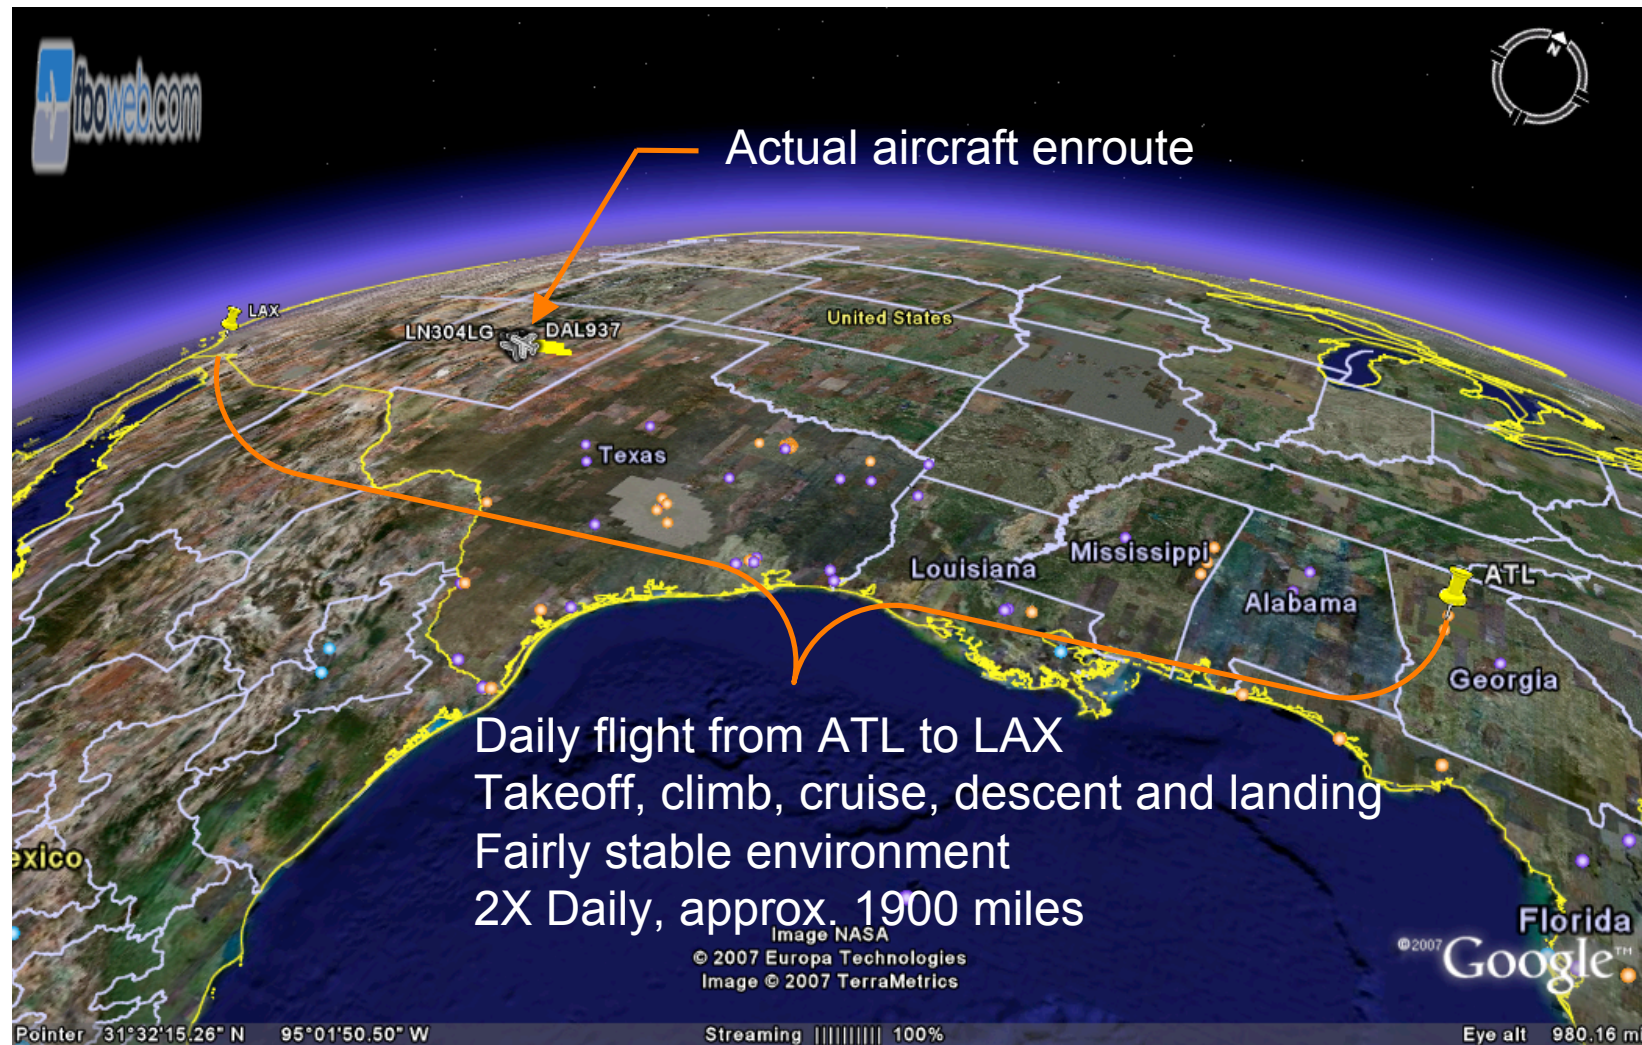 fboweb.com
N
Actual aircraft enroute
LAX
LN304LG
DAL937
United States
Texas
Louisiana
Mississippi
ATL
Alabama
Georgia
Daily flight from ATL to LAX
Takeoff, climb, cruise, descent and landing
Fairly stable environment
2X Daily, approx. 1900 miles
exico
Florida
Image NASA
© 2007 Europa Technologies
Image © 2007 TerraMetrics
©2007 Google™
Pointer 31°32'15.26" N 95°01'50.50" W Streaming |||||||||| 100% Eye alt 980.16 mi